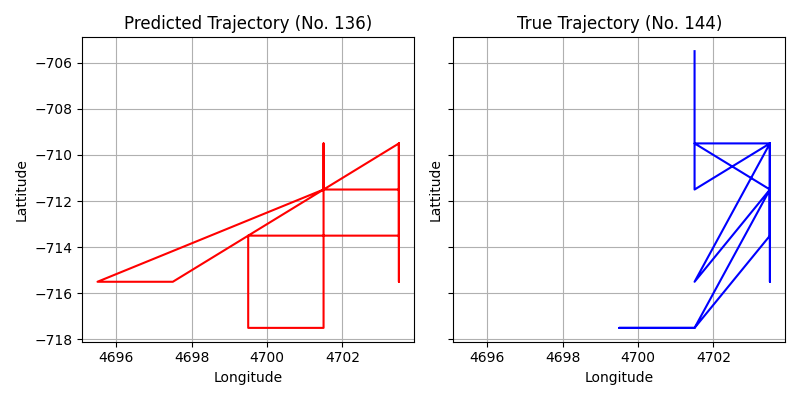 Predicted Trajectory (No. 136)
True Trajectory (No. 144)
−706
−708
−710
−712
−714
−716
−718
Lattitude
Lattitude
4696
4698
4700
4702
4696
4698
4700
4702
Longitude
Longitude